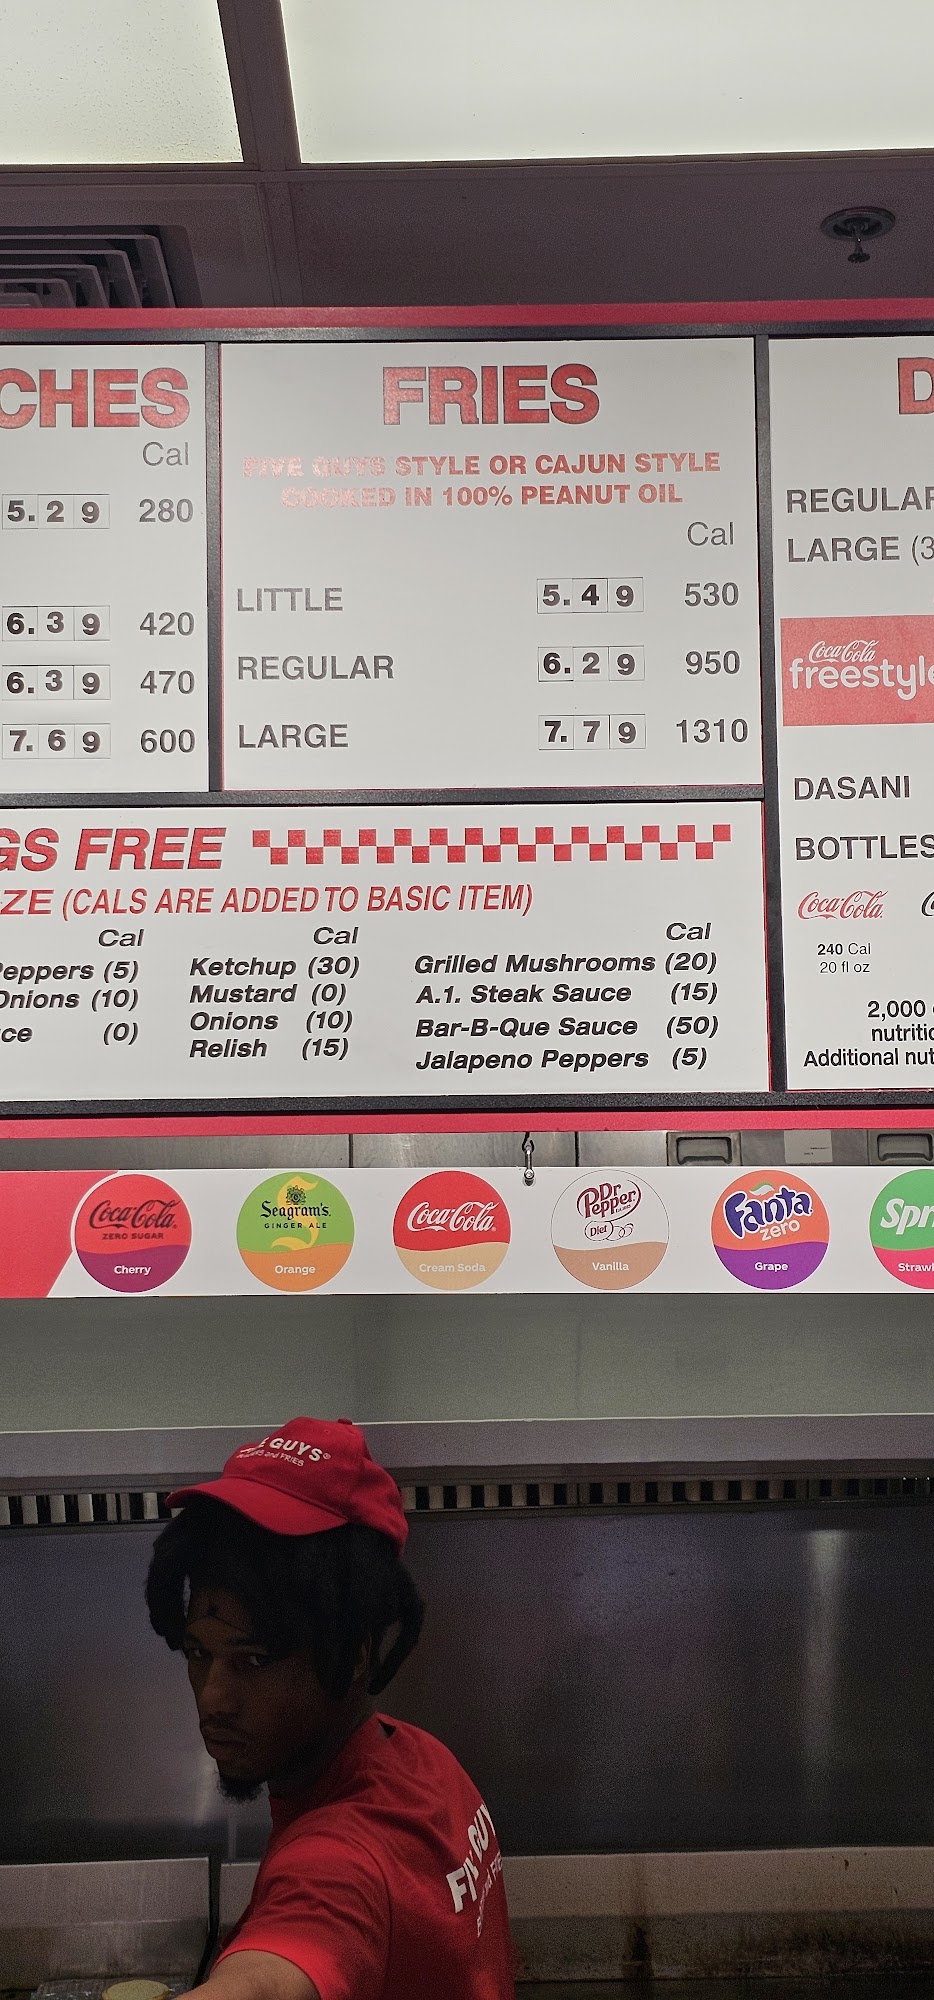 CHES
Cal
5.29 280
6.39 420
6.39 470
7.69 600
FRIES
FIVE GUYS STYLE OR CAJUN STYLE
COOKED IN 100% PEANUT OIL
Cal
LITTLE 5.49 530
REGULAR 6.29 950
LARGE 7.79 1310
D
REGULAR
LARGE (3
Coca-Cola
freestyle
DASANI
BOTTLES
Coca-Cola
240 Cal
20 fl oz
2,000
nutritio
Additional nut
GS FREE
ZE (CALS ARE ADDED TO BASIC ITEM)
Cal
Peppers (5)
Onions (10)
ce (0)
Cal
Ketchup (30)
Mustard (0)
Onions (10)
Relish (15)
Cal
Grilled Mushrooms (20)
A.1. Steak Sauce (15)
Bar-B-Que Sauce (50)
Jalapeno Peppers (5)
Coca-Cola
ZERO SUGAR
Cherry
Seagram's
GINGER ALE
Orange
Coca-Cola
Cream Soda
Dr Pepper
Diet
Vanilla
Fanta
zero
Grape
Spr
Straw
GUYS
and FRIES
FIVE GUY